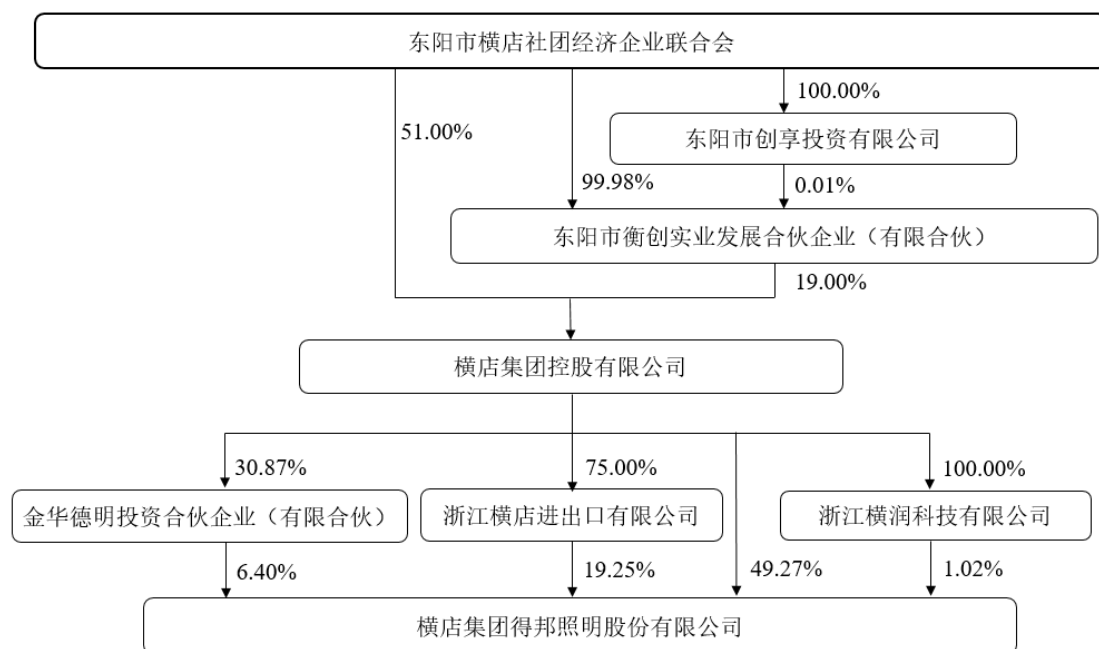 东阳市横店社团经济企业联合会
100.00%
51.00%
东阳市创享投资有限公司
99.98%
0.01%
东阳市衡创实业发展合伙企业（有限合伙）
19.00%
横店集团控股有限公司
30.87%
75.00%
100.00%
金华德明投资合伙企业（有限合伙）
浙江横店进出口有限公司
浙江横润科技有限公司
6.40%
19.25%
49.27%
1.02%
横店集团得邦照明股份有限公司